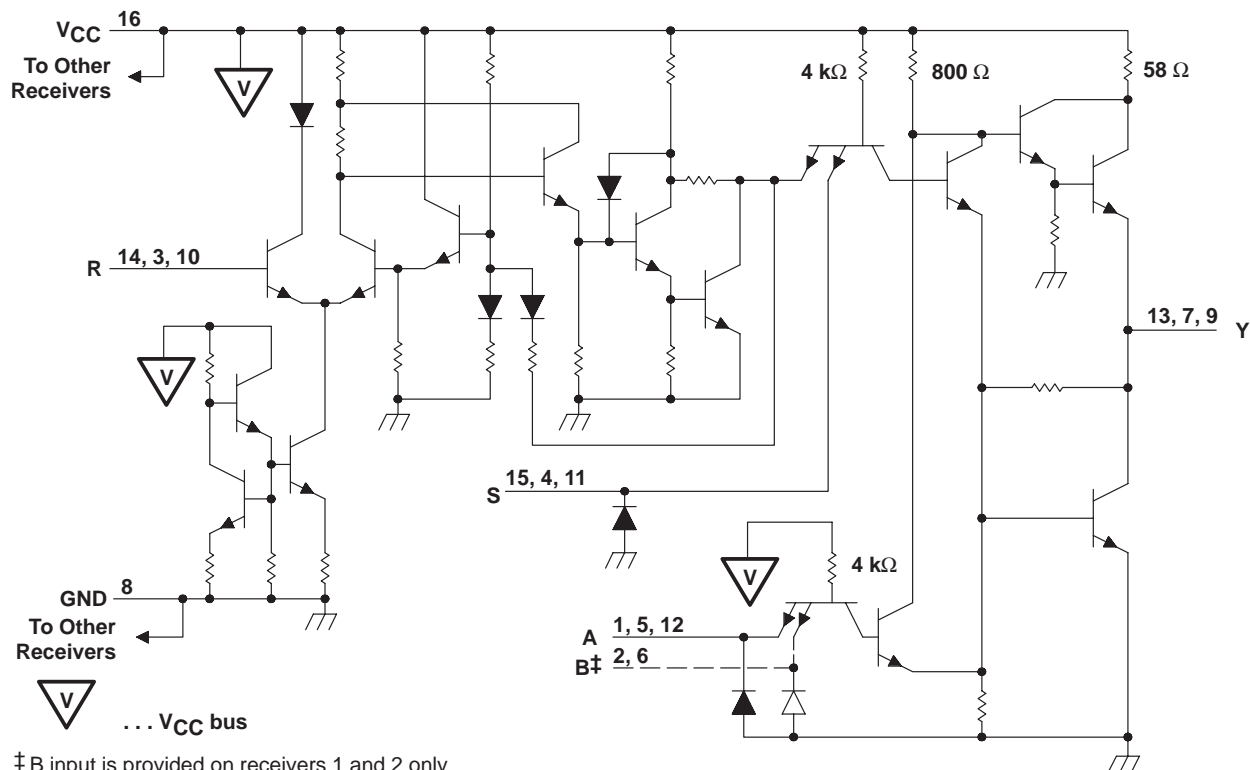 VCC 16
To Other
Receivers
V
4 kΩ
800 Ω
58 Ω
R 14, 3, 10
V
13, 7, 9 Y
S 15, 4, 11
V
4 kΩ
GND 8
To Other
Receivers
A 1, 5, 12
B‡ 2, 6
V . . . VCC bus
‡ B input is provided on receivers 1 and 2 only